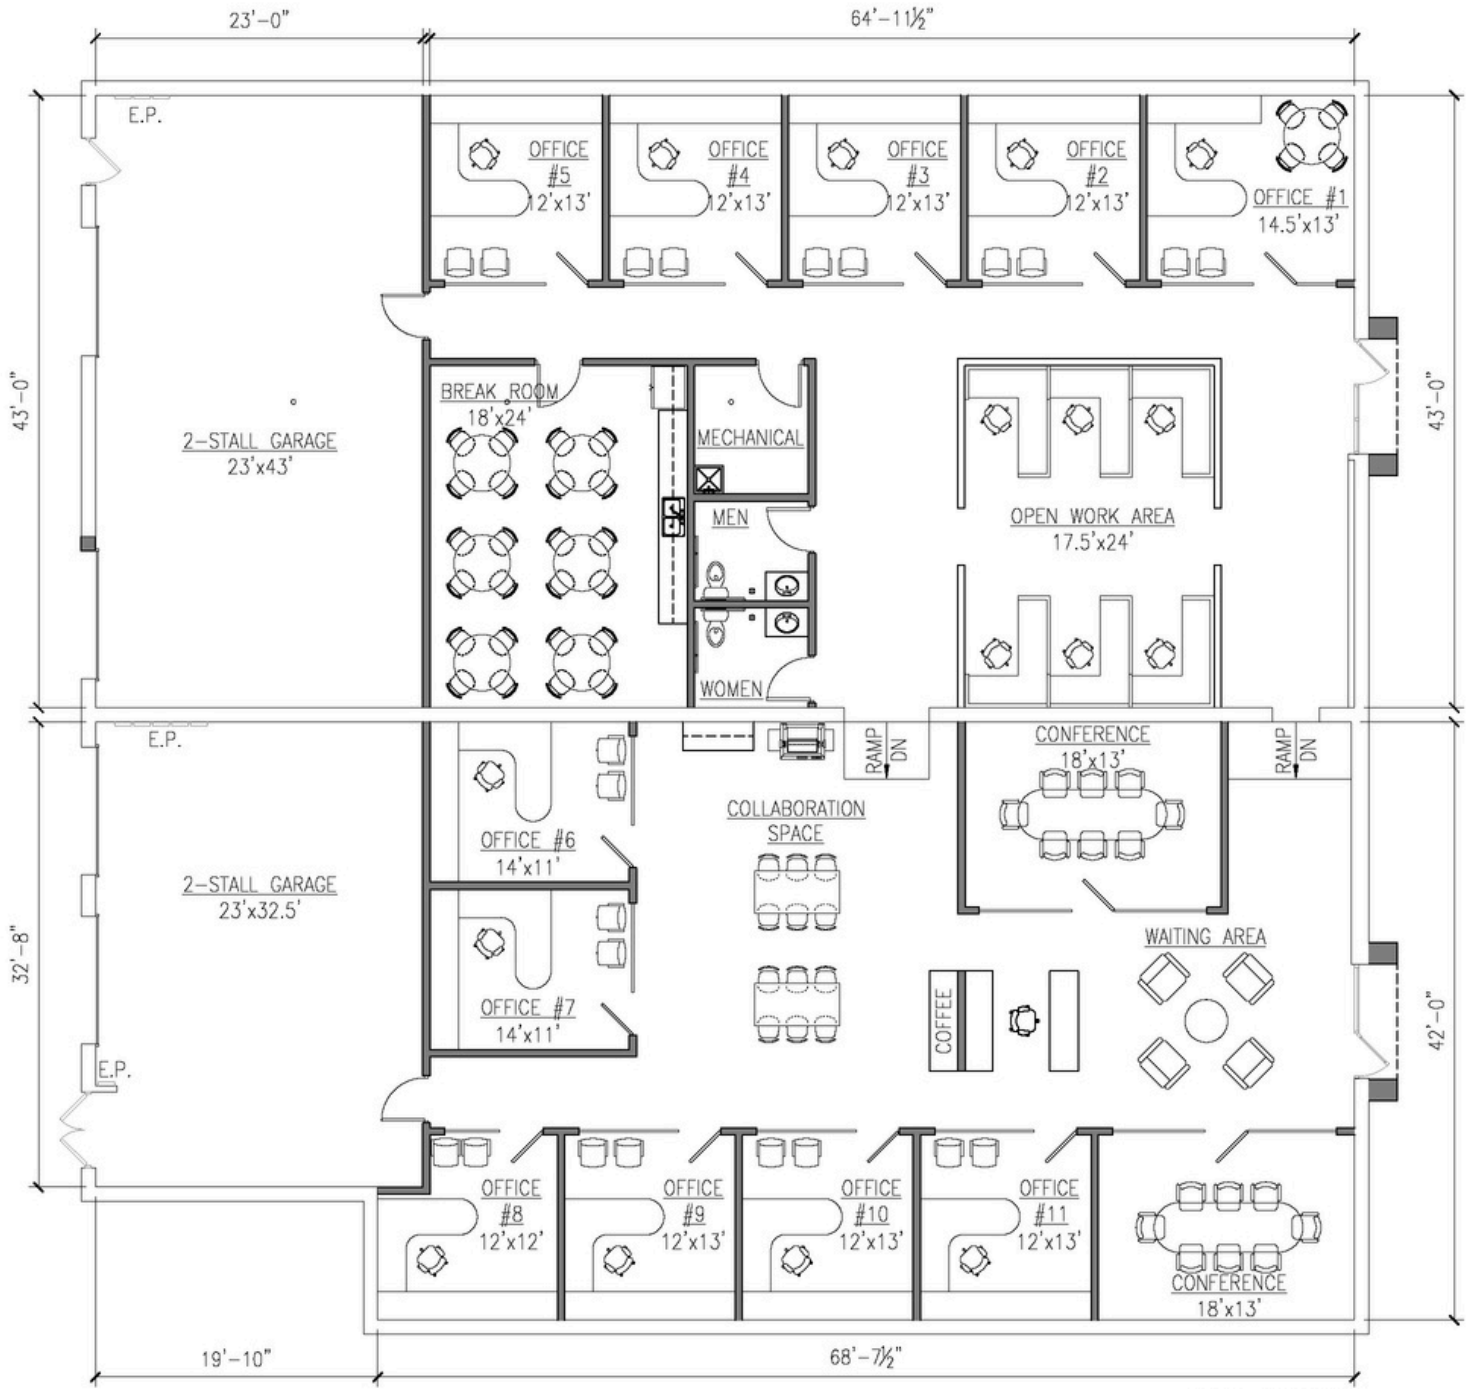 23'-0"
64'-11½"
E.P.
OFFICE
#5
12'x13'
OFFICE
#4
12'x13'
OFFICE
#3
12'x13'
OFFICE
#2
12'x13'
OFFICE #1
14.5'x13'
43'-0"
43'-0"
2-STALL GARAGE
23'x43'
BREAK ROOM
18'x24'
MECHANICAL
MEN
WOMEN
OPEN WORK AREA
17.5'x24'
E.P.
RAMP
DN
CONFERENCE
18'x13'
RAMP
DN
OFFICE #6
14'x11'
COLLABORATION
SPACE
2-STALL GARAGE
23'x32.5'
32'-8"
OFFICE #7
14'x11'
WAITING AREA
COFFEE
42'-0"
E.P.
OFFICE
#8
12'x12'
OFFICE
#9
12'x13'
OFFICE
#10
12'x13'
OFFICE
#11
12'x13'
CONFERENCE
18'x13'
19'-10"
68'-7½"